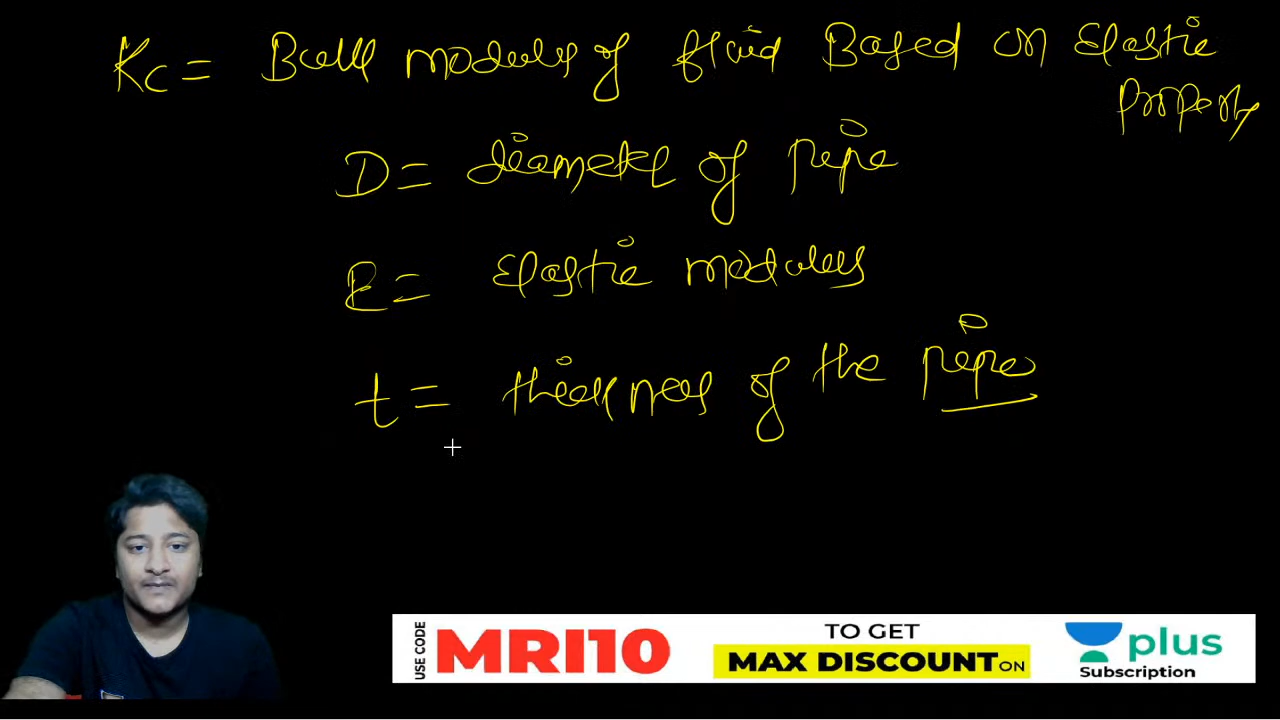 Kc = Bulk modulus of fluid Based on Elastic
property
D = diameter of pipe
E = Elastic modulus
t = thickness of the pipe
USE CODE
MRI10
TO GET
MAX DISCOUNT ON
plus
Subscription